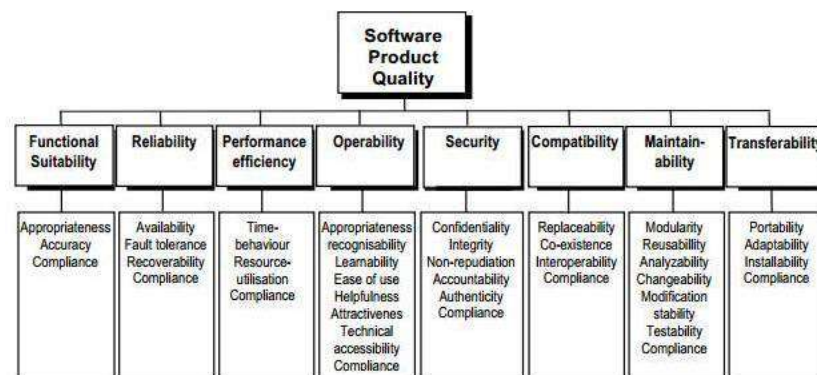 Software
Product
Quality
Functional
Suitability
Reliability
Performance
efficiency
Operability
Security
Compatibility
Maintain-
ability
Transferability
Appropriateness
Accuracy
Compliance
Availability
Fault tolerance
Recoverability
Compliance
Time-
behaviour
Resource-
utilisation
Compliance
Appropriateness
recognisability
Learnability
Ease of use
Helpfulness
Attractivenes
Technical
accessibility
Compliance
Confidentiality
Integrity
Non-repudiation
Accountability
Authenticity
Compliance
Replaceability
Co-existence
Interoperability
Compliance
Modularity
Reusabillity
Analyzability
Changeability
Modification
stability
Testability
Compliance
Portability
Adaptability
Installability
Compliance